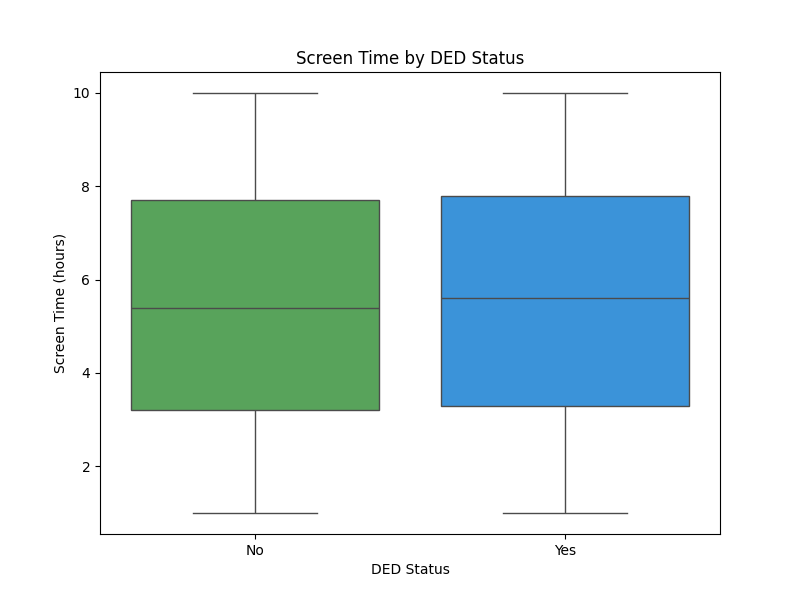 Screen Time by DED Status
10
8
6
4
2
Screen Time (hours)
No Yes
DED Status